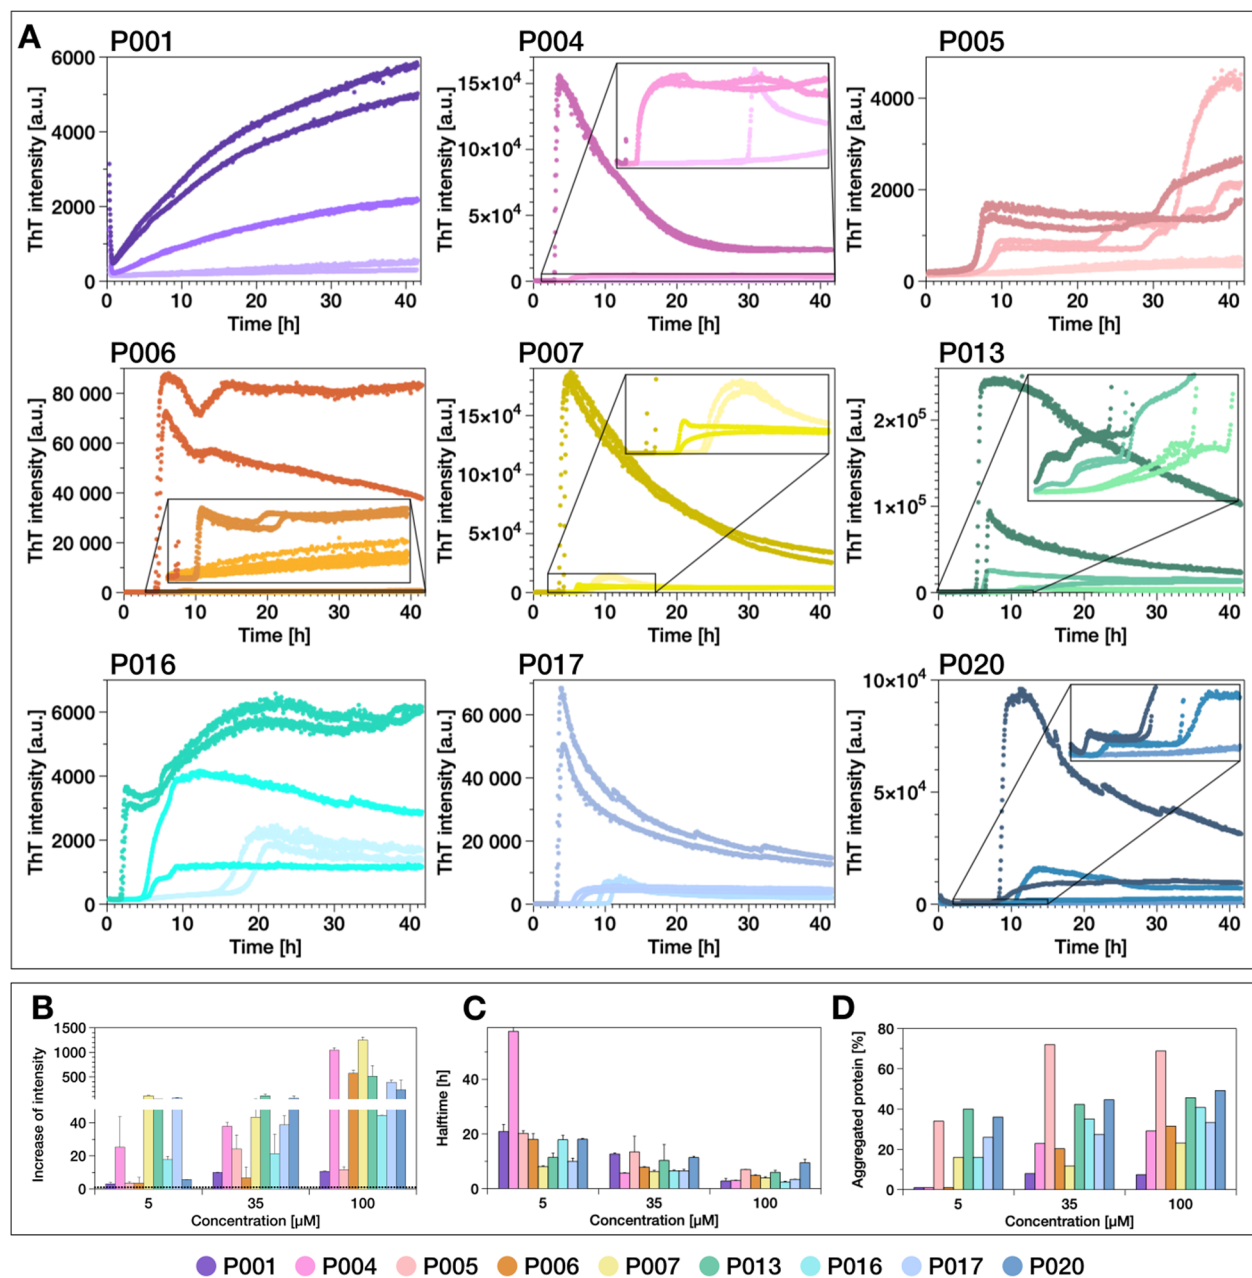 A
P001
P004
P005
ThT intensity [a.u.]
6000
4000
2000
0
0 10 20 30 40
Time [h]
ThT intensity [a.u.]
15×10⁴
10×10⁴
5×10⁴
0
0 10 20 30 40
Time [h]
ThT intensity [a.u.]
4000
2000
0
0 10 20 30 40
Time [h]
P006
P007
P013
ThT intensity [a.u.]
80 000
60 000
40 000
20 000
0
0 10 20 30 40
Time [h]
ThT intensity [a.u.]
15×10⁴
10×10⁴
5×10⁴
0
0 10 20 30 40
Time [h]
ThT intensity [a.u.]
2×10⁵
1×10⁵
0
0 10 20 30 40
Time [h]
P016
P017
P020
ThT intensity [a.u.]
6000
4000
2000
0
0 10 20 30 40
Time [h]
ThT intensity [a.u.]
60 000
40 000
20 000
0
0 10 20 30 40
Time [h]
ThT intensity [a.u.]
10×10⁴
5×10⁴
0
0 10 20 30 40
Time [h]
B
Increase of intensity
1500
1000
500
40
20
0
5 35 100
Concentration [µM]
C
Halftime [h]
40
20
0
5 35 100
Concentration [µM]
D
Aggregated protein [%]
80
60
40
20
0
5 35 100
Concentration [µM]
P001 P004 P005 P006 P007 P013 P016 P017 P020